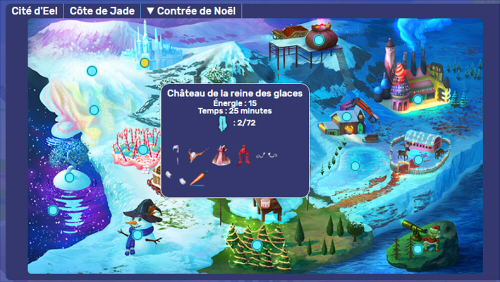 Cité d'Eel Côte de Jade ▼ Contrée de Noël
Château de la reine des glaces
Énergie : 15
Temps : 25 minutes
: 2/72